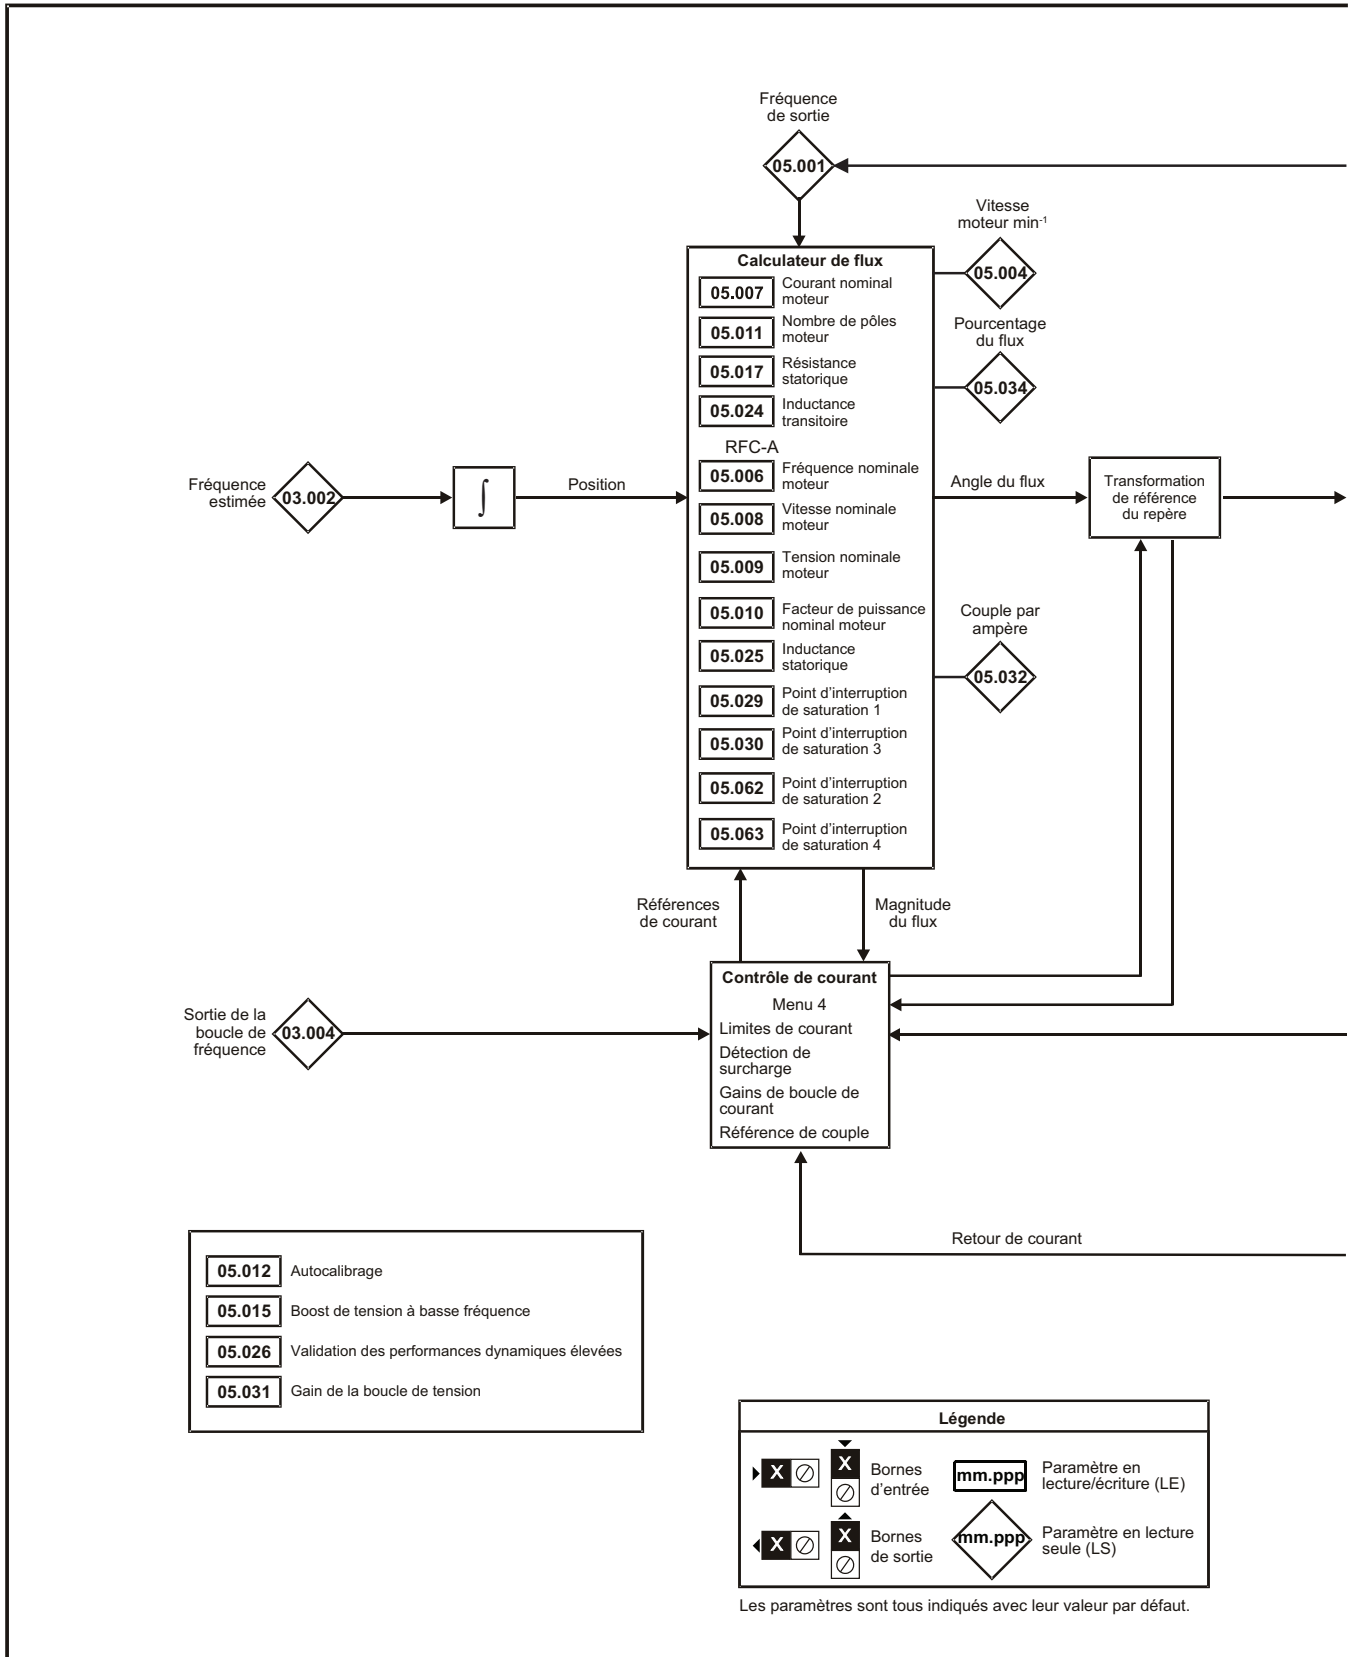 Fréquence
de sortie
05.001
Vitesse
moteur min-1
05.004
Calculateur de flux
05.007 Courant nominal
moteur
05.011 Nombre de pôles
moteur
Pourcentage
du flux
05.034
05.017 Résistance
statorique
05.024 Inductance
transitoire
RFC-A
05.006 Fréquence nominale
moteur
05.008 Vitesse nominale
moteur
05.009 Tension nominale
moteur
05.010 Facteur de puissance
nominal moteur
05.025 Inductance
statorique
05.029 Point d'interruption
de saturation 1
05.030 Point d'interruption
de saturation 3
05.062 Point d'interruption
de saturation 2
05.063 Point d'interruption
de saturation 4
Fréquence
estimée
03.002
∫
Position
Angle du flux
Transformation
de référence
du repère
Couple par
ampère
05.032
Références
de courant
Magnitude
du flux
Contrôle de courant
Menu 4
Limites de courant
Détection de
surcharge
Gains de boucle de
courant
Référence de couple
Sortie de la
boucle de
fréquence
03.004
Retour de courant
05.012 Autocalibrage
05.015 Boost de tension à basse fréquence
05.026 Validation des performances dynamiques élevées
05.031 Gain de la boucle de tension
Légende
X X Bornes
d'entrée
mm.ppp Paramètre en
lecture/écriture (LE)
X X Bornes
de sortie
mm.ppp Paramètre en lecture
seule (LS)
Les paramètres sont tous indiqués avec leur valeur par défaut.